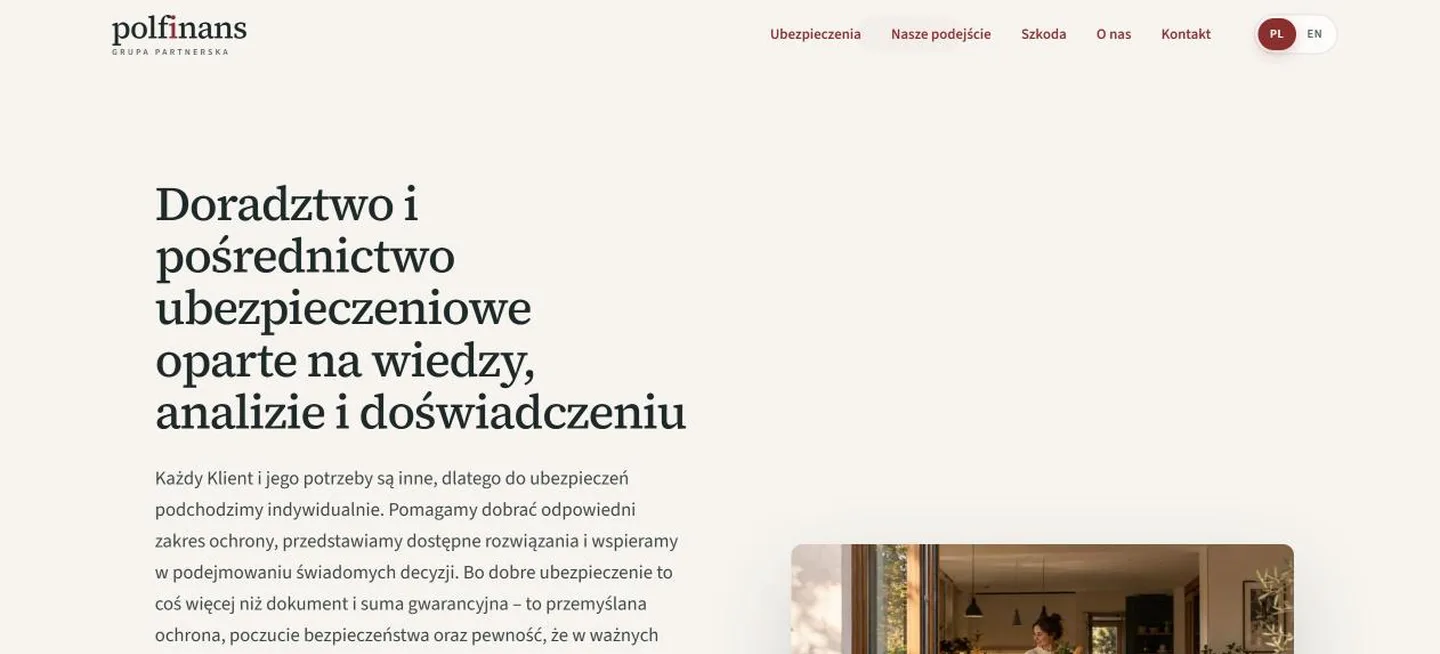 polfinans
GRUPA PARTNERSKA
Ubezpieczenia
Nasze podejście
Szkoda
O nas
Kontakt
PL
EN
Doradztwo i
pośrednictwo
ubezpieczeniowe
oparte na wiedzy,
analizie i doświadczeniu
Każdy Klient i jego potrzeby są inne, dlatego do ubezpieczeń
podchodzimy indywidualnie. Pomagamy dobrać odpowiedni
zakres ochrony, przedstawiamy dostępne rozwiązania i wspieramy
w podejmowaniu świadomych decyzji. Bo dobre ubezpieczenie to
coś więcej niż dokument i suma gwarancyjna – to przemyślana
ochrona, poczucie bezpieczeństwa oraz pewność, że w ważnych